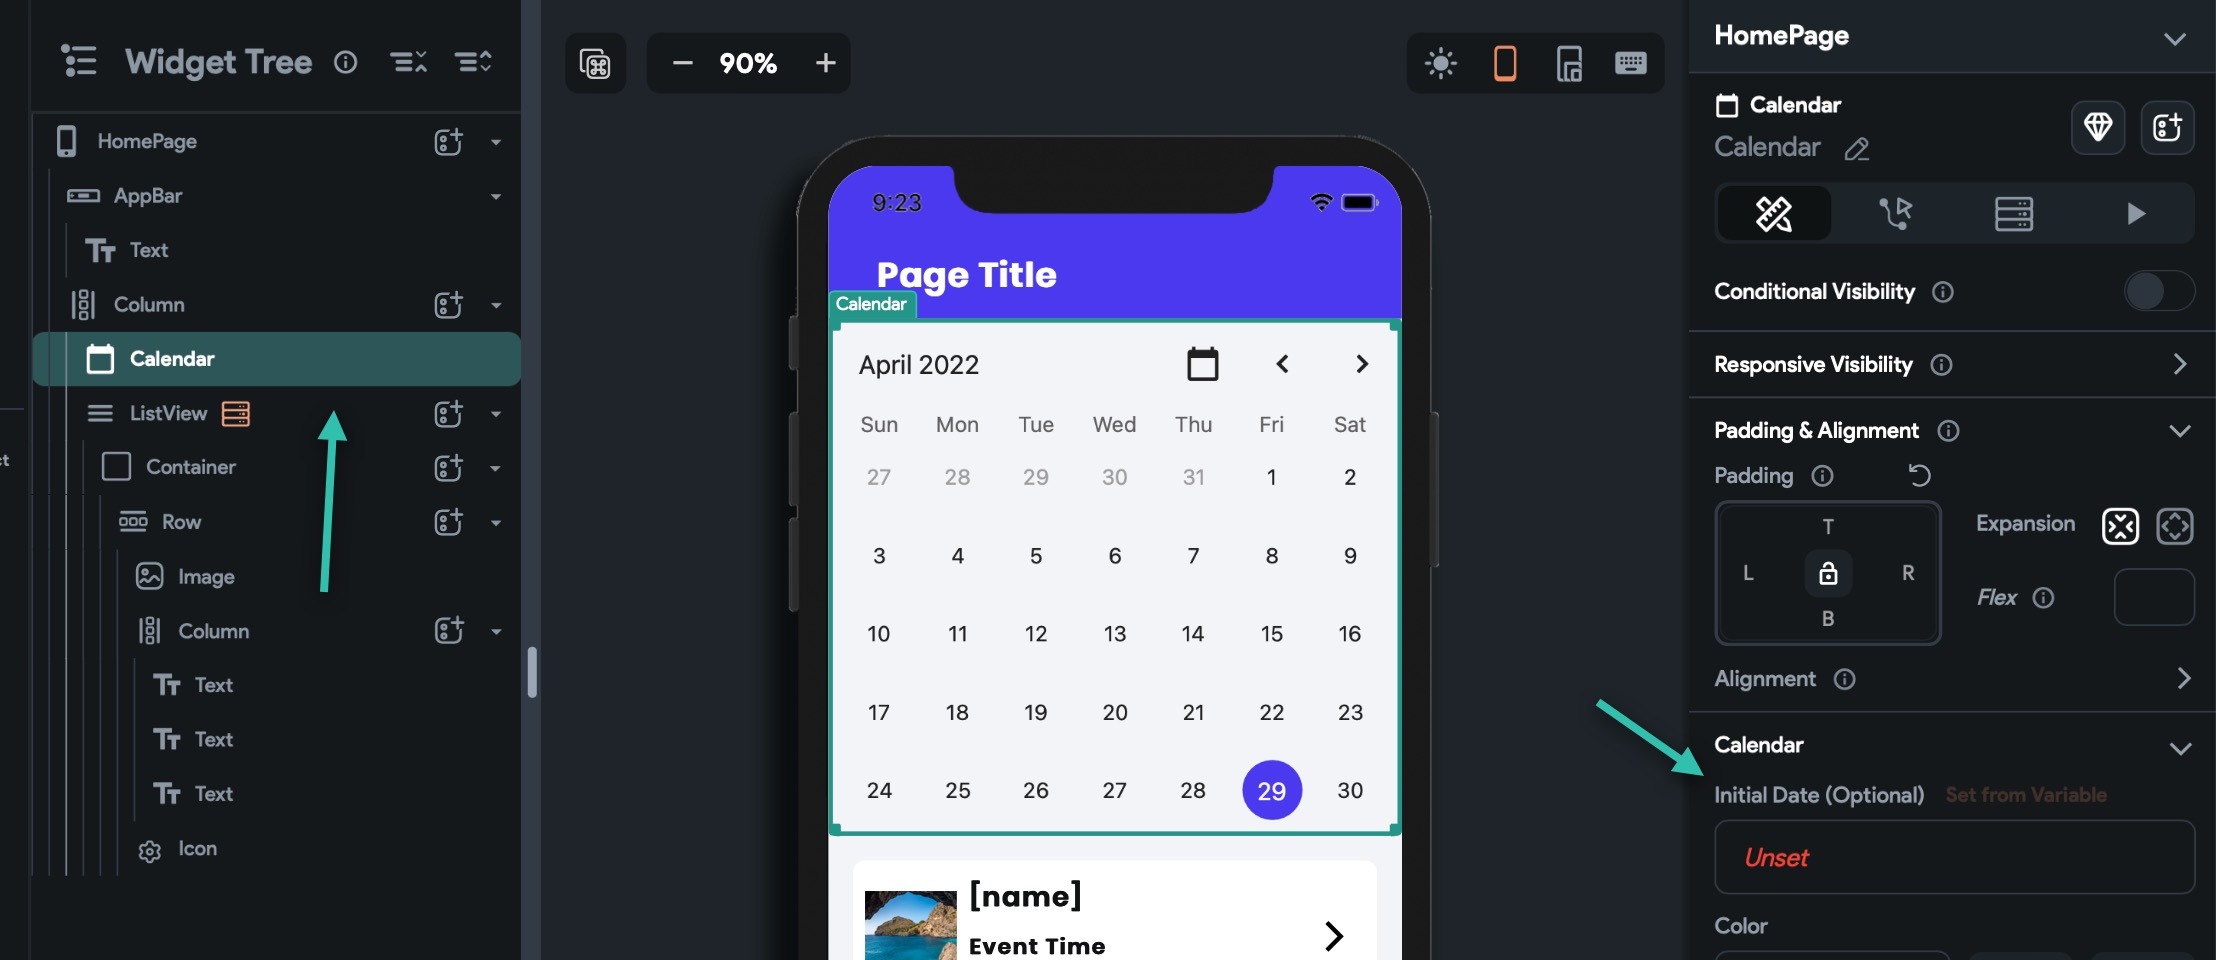 Widget Tree
HomePage
AppBar
Text
Column
Calendar
ListView
Container
Row
Image
Column
Text
Text
Text
Icon
ct
90%
9:23
Page Title
Calendar
April 2022
Sun Mon Tue Wed Thu Fri Sat
27 28 29 30 31 1 2
3 4 5 6 7 8 9
10 11 12 13 14 15 16
17 18 19 20 21 22 23
24 25 26 27 28 29 30
[name]
Event Time
HomePage
Calendar
Calendar
Conditional Visibility
Responsive Visibility
Padding & Alignment
Padding
T
L R
B
Expansion
Flex
Alignment
Calendar
Initial Date (Optional) Set from Variable
Unset
Color